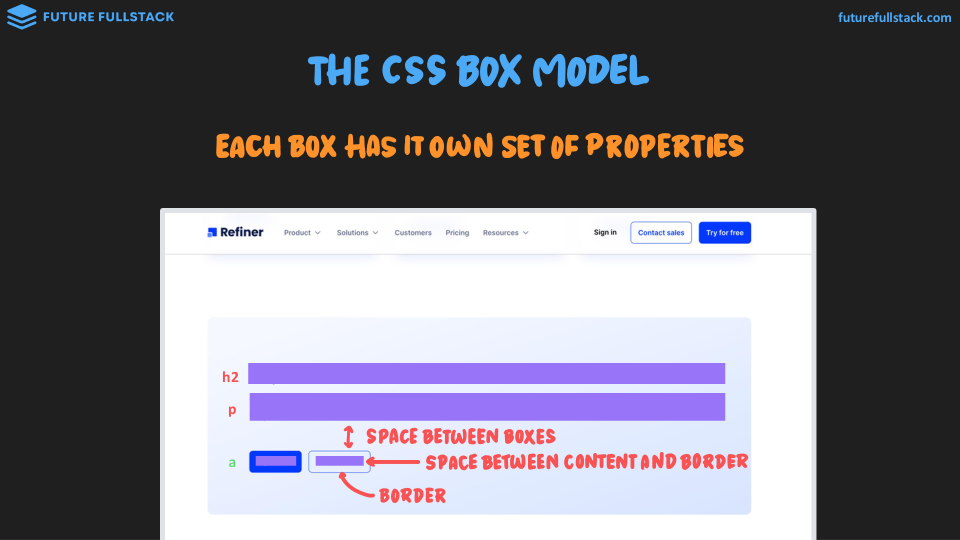 FUTURE FULLSTACK
futurefullstack.com
THE CSS BOX MODEL
EACH BOX HAS IT OWN SET OF PROPERTIES
Refiner Product Solutions Customers Pricing Resources Sign in Contact sales Try for free
h2
p
SPACE BETWEEN BOXES
a
SPACE BETWEEN CONTENT AND BORDER
BORDER